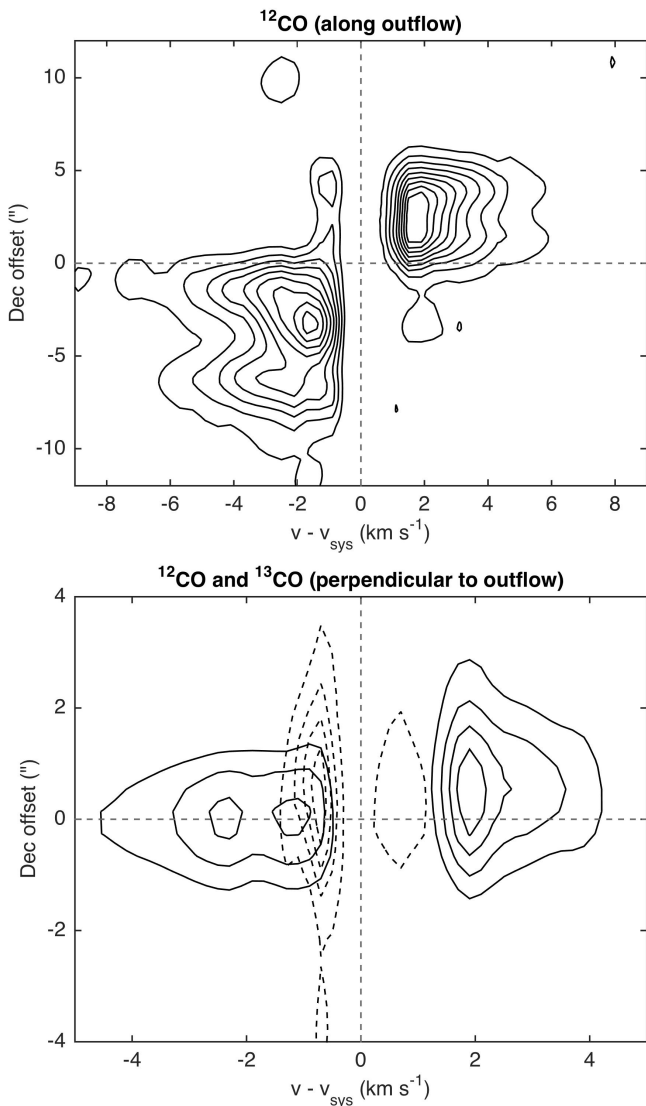 ¹²CO (along outflow)
10
5
0
-5
-10
Dec offset (")
-8 -6 -4 -2 0 2 4 6 8
v - v_sys (km s⁻¹)
¹²CO and ¹³CO (perpendicular to outflow)
4
2
0
-2
-4
Dec offset (")
-4 -2 0 2 4
v - v_sys (km s⁻¹)